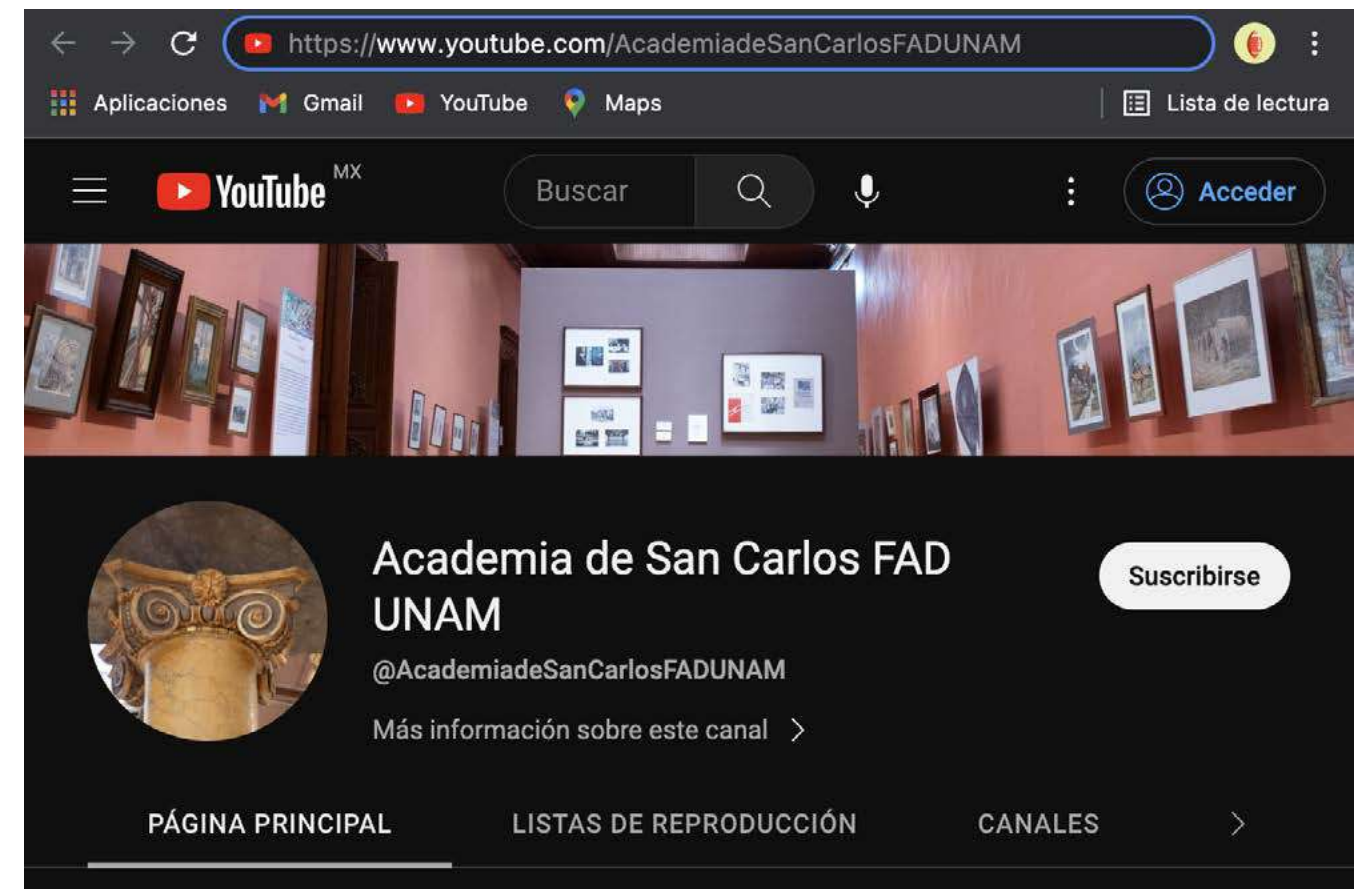 https://www.youtube.com/AcademiadeSanCarlosFADUNAM
Aplicaciones Gmail YouTube Maps Lista de lectura
YouTube MX Buscar Acceder
Academia de San Carlos FAD
UNAM
Suscribirse
@AcademiadeSanCarlosFADUNAM
Más información sobre este canal
PÁGINA PRINCIPAL LISTAS DE REPRODUCCIÓN CANALES